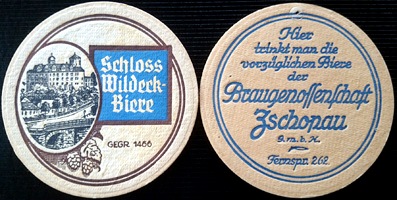 Schloss
Wildeck-
Biere
GEGR. 1466
Hier
trinkt man die
vorzüglichen Biere
der
Braugenossenschaft
Zschopau
G.m.b.H.
Fernspr. 262